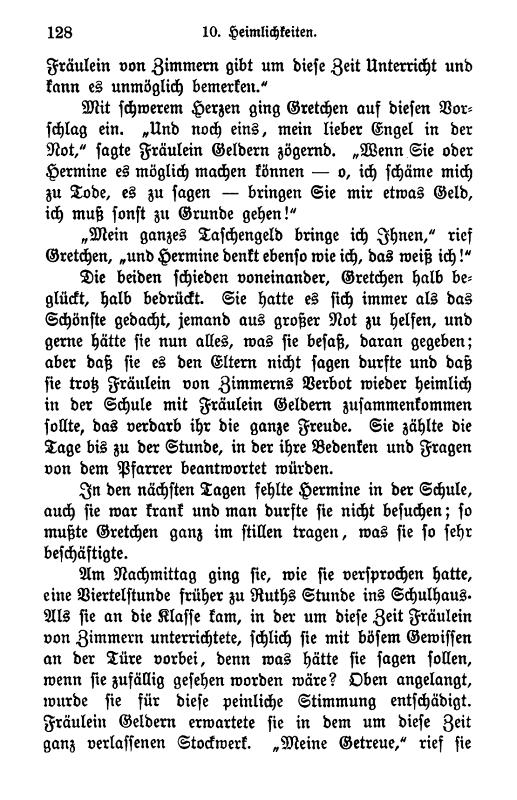 128 10. Heimlichkeiten.
Fräulein von Zimmern gibt um diese Zeit Unterricht und
kann es unmöglich bemerken.“
Mit schwerem Herzen ging Gretchen auf diesen Vor-
schlag ein. „Und noch eins, mein lieber Engel in der
Not,“ sagte Fräulein Geldern zögernd. „Wenn Sie oder
Hermine es möglich machen können — o, ich schäme mich
zu Tode, es zu sagen — bringen Sie mir etwas Geld,
ich muß sonst zu Grunde gehen!“
„Mein ganzes Taschengeld bringe ich Ihnen,“ rief
Gretchen, „und Hermine denkt ebenso wie ich, das weiß ich!“
Die beiden schieden voneinander, Gretchen halb be-
glückt, halb bedrückt. Sie hatte es sich immer als das
Schönste gedacht, jemand aus großer Not zu helfen, und
gerne hätte sie nun alles, was sie besaß, daran gegeben;
aber daß sie es den Eltern nicht sagen durfte und daß
sie trotz Fräulein von Zimmerns Verbot wieder heimlich
in der Schule mit Fräulein Geldern zusammenkommen
sollte, das verdarb ihr die ganze Freude. Sie zählte die
Tage bis zu der Stunde, in der ihre Bedenken und Fragen
von dem Pfarrer beantwortet würden.
In den nächsten Tagen fehlte Hermine in der Schule,
auch sie war krank und man durfte sie nicht besuchen; so
mußte Gretchen ganz im stillen tragen, was sie so sehr
beschäftigte.
Am Nachmittag ging sie, wie sie versprochen hatte,
eine Viertelstunde früher zu Ruths Stunde ins Schulhaus.
Als sie an die Klasse kam, in der um diese Zeit Fräulein
von Zimmern unterrichtete, schlich sie mit bösem Gewissen
an der Türe vorbei, denn was hätte sie sagen sollen,
wenn sie zufällig gesehen worden wäre? Oben angelangt,
wurde sie für diese peinliche Stimmung entschädigt.
Fräulein Geldern erwartete sie in dem um diese Zeit
ganz verlassenen Stockwerk. „Meine Getreue,“ rief sie